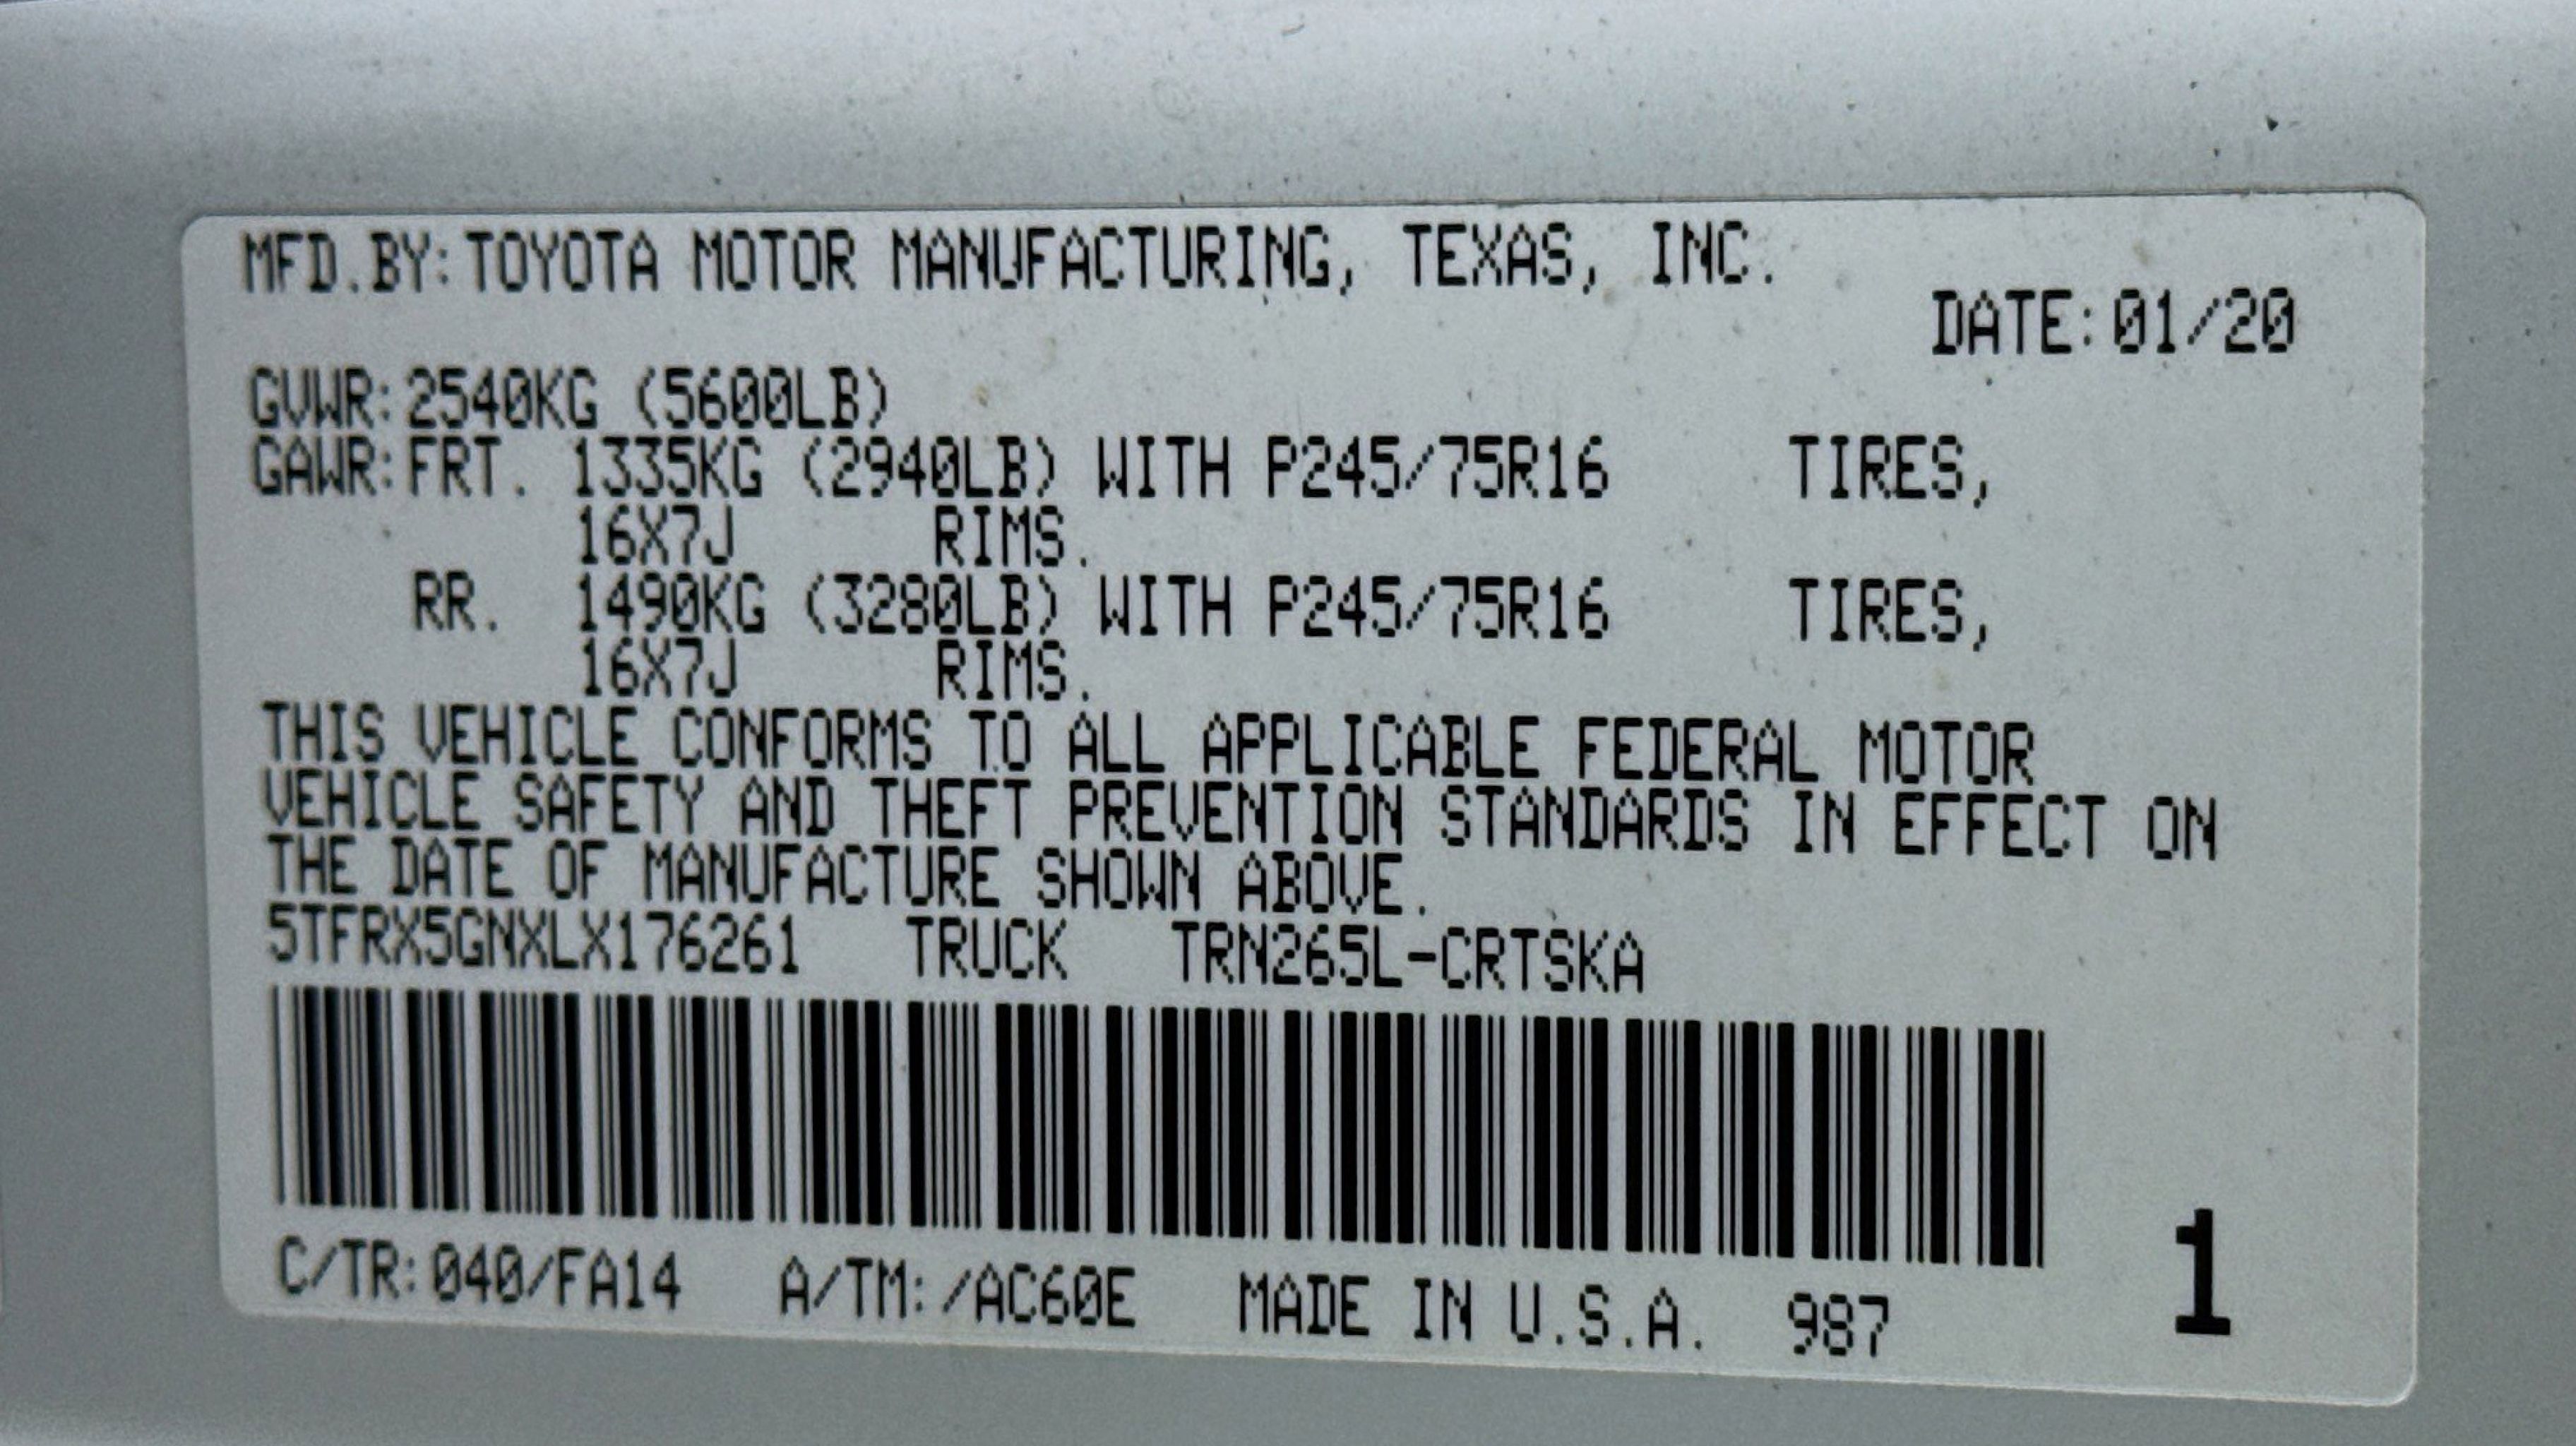 MFD.BY:TOYOTA MOTOR MANUFACTURING, TEXAS, INC.
DATE:01/20
GVWR:2540KG (5600LB)
GAWR:FRT. 1335KG (2940LB) WITH P245/75R16 TIRES,
16X7J RIMS.
RR. 1490KG (3280LB) WITH P245/75R16 TIRES,
16X7J RIMS.
THIS VEHICLE CONFORMS TO ALL APPLICABLE FEDERAL MOTOR
VEHICLE SAFETY AND THEFT PREVENTION STANDARDS IN EFFECT ON
THE DATE OF MANUFACTURE SHOWN ABOVE.
5TFRX5GNXLX176261 TRUCK TRN265L-CRTSKA
C/TR:040/FA14 A/TM:/AC60E MADE IN U.S.A. 987
1